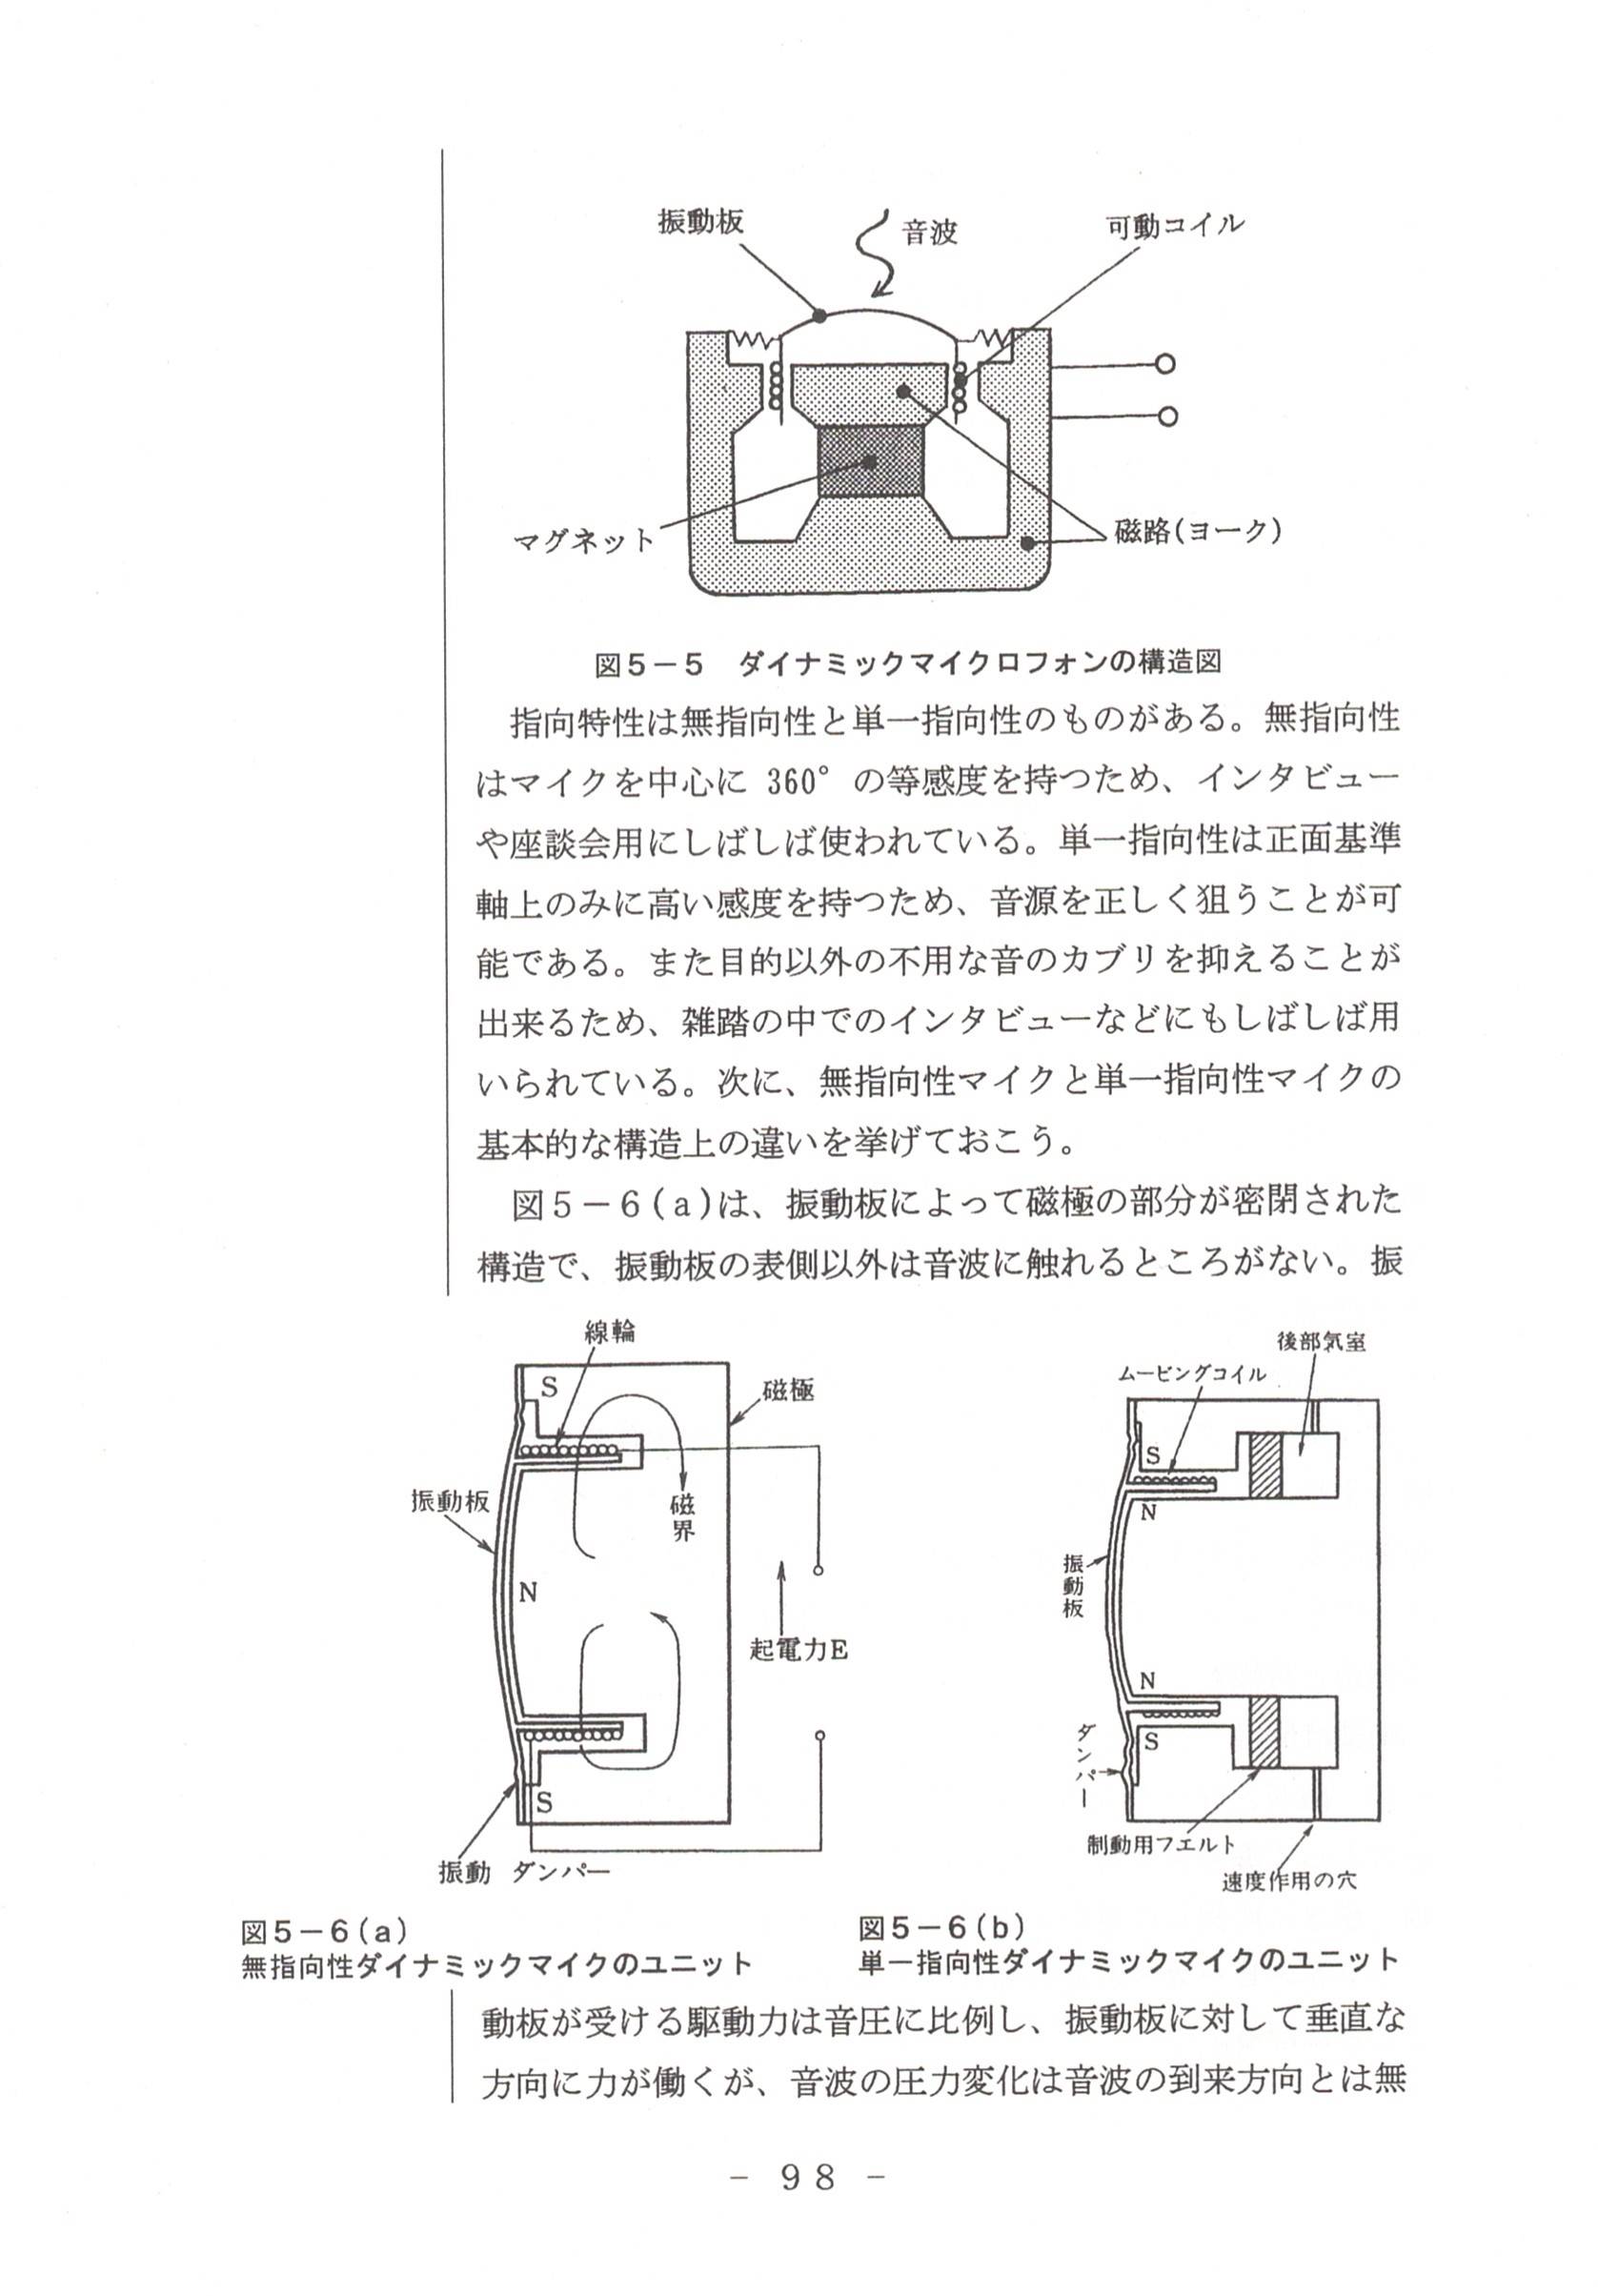 振動板
音波
可動コイル
マグネット
磁路(ヨーク)
図5－5　ダイナミックマイクロフォンの構造図
指向特性は無指向性と単一指向性のものがある。無指向性
はマイクを中心に 360°の等感度を持つため、インタビュー
や座談会用にしばしば使われている。単一指向性は正面基準
軸上のみに高い感度を持つため、音源を正しく狙うことが可
能である。また目的以外の不用な音のカブリを抑えることが
出来るため、雑踏の中でのインタビューなどにもしばしば用
いられている。次に、無指向性マイクと単一指向性マイクの
基本的な構造上の違いを挙げておこう。
図5－6(a)は、振動板によって磁極の部分が密閉された
構造で、振動板の表側以外は音波に触れるところがない。振
線輪
S
磁極
振動板
磁界
N
起電力E
S
振動 ダンパー
後部気室
ムービングコイル
S
N
振動板
N
S
ダンパー
制動用フエルト
速度作用の穴
図5－6(a)
無指向性ダイナミックマイクのユニット
図5－6(b)
単一指向性ダイナミックマイクのユニット
動板が受ける駆動力は音圧に比例し、振動板に対して垂直な
方向に力が働くが、音波の圧力変化は音波の到来方向とは無
－ 98 －